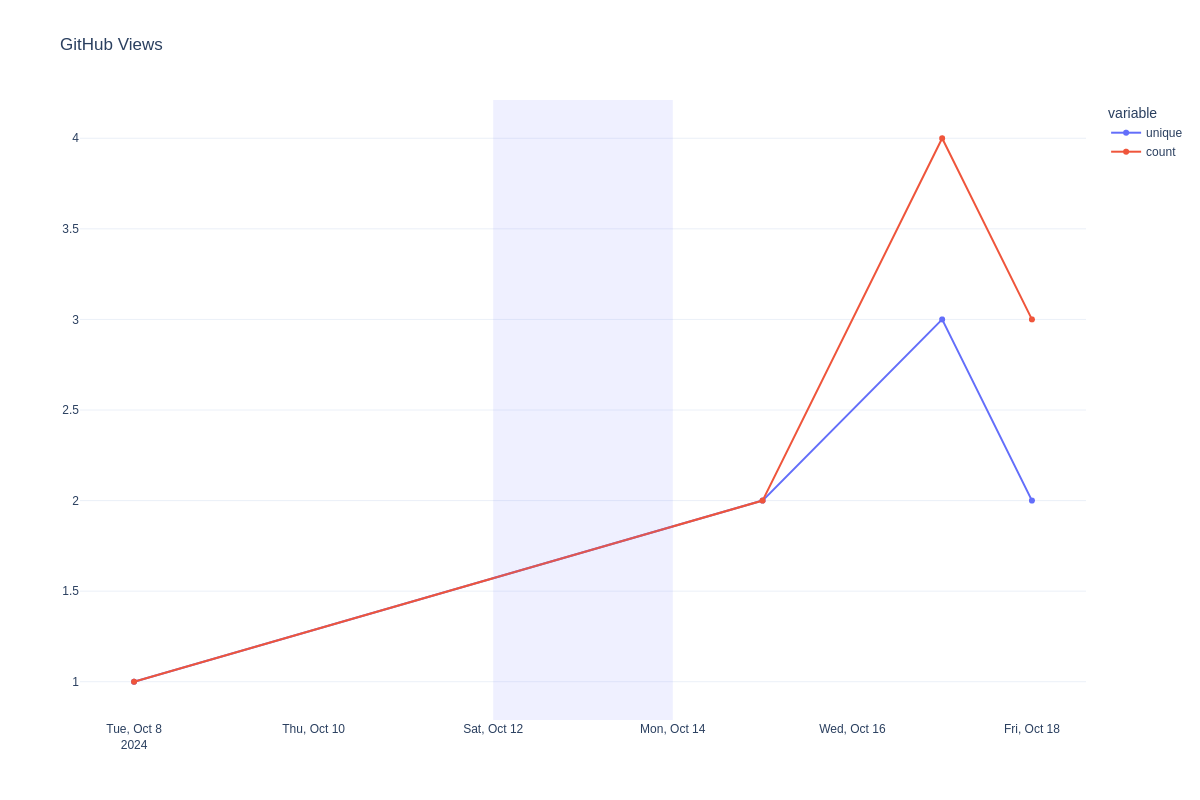 GitHub Views
variable
unique
count
4
3.5
3
2.5
2
1.5
1
Tue, Oct 8
2024
Thu, Oct 10
Sat, Oct 12
Mon, Oct 14
Wed, Oct 16
Fri, Oct 18